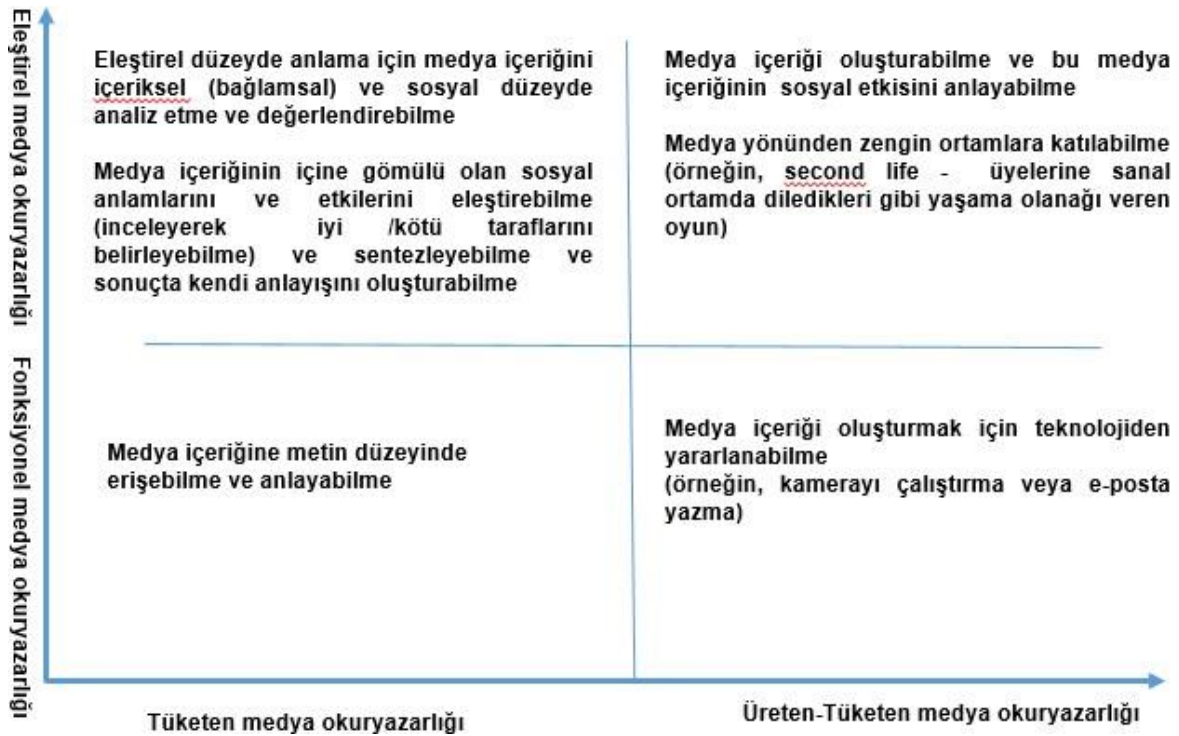 Eleştirel medya okuryazarlığı
Eleştirel düzeyde anlama için medya içeriğini
içeriksel (bağlamsal) ve sosyal düzeyde
analiz etme ve değerlendirebilme
Medya içeriğinin içine gömülü olan sosyal
anlamlarını ve etkilerini eleştirebilme
(inceleyerek iyi /kötü taraflarını
belirleyebilme) ve sentezleyebilme ve
sonuçta kendi anlayışını oluşturabilme
Medya içeriği oluşturabilme ve bu medya
içeriğinin sosyal etkisini anlayabilme
Medya yönünden zengin ortamlara katılabilme
(örneğin, second life - üyelerine sanal
ortamda diledikleri gibi yaşama olanağı veren
oyun)
Fonksiyonel medya okuryazarlığı
Medya içeriğine metin düzeyinde
erişebilme ve anlayabilme
Medya içeriği oluşturmak için teknolojiden
yararlanabilme
(örneğin, kamerayı çalıştırma veya e-posta
yazma)
Tüketen medya okuryazarlığı
Üreten-Tüketen medya okuryazarlığı